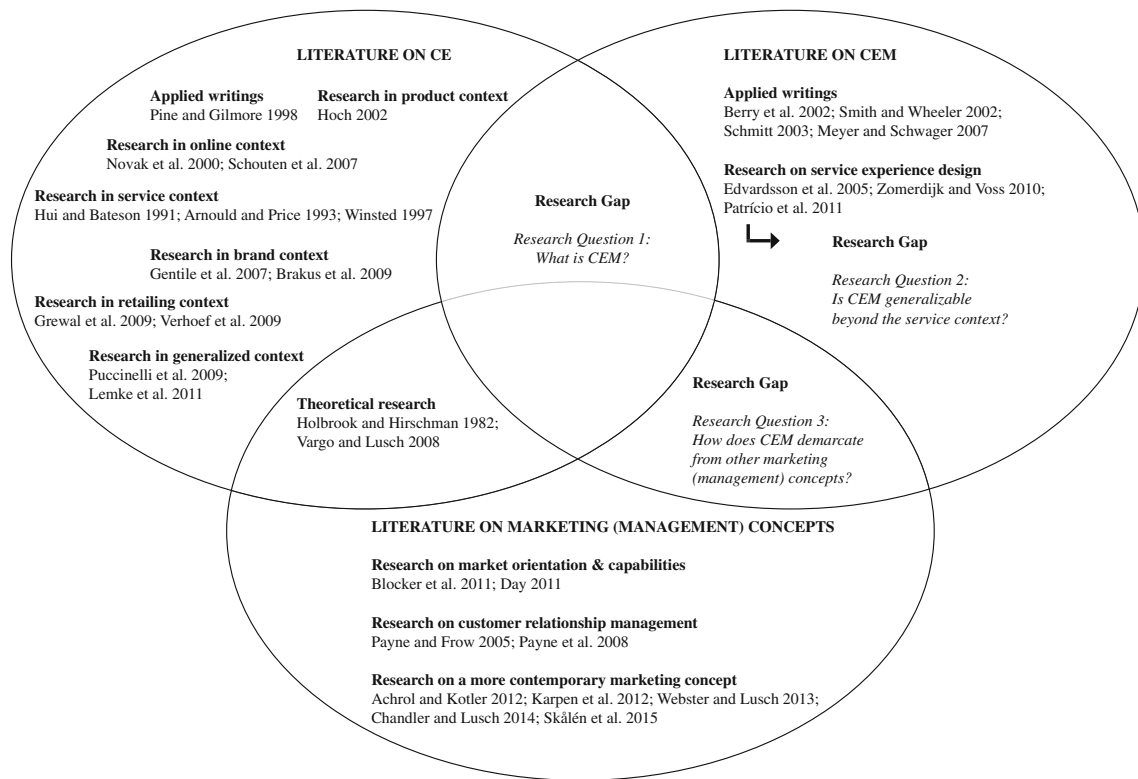 LITERATURE ON CE
Applied writings
Pine and Gilmore 1998
Research in product context
Hoch 2002
Research in online context
Novak et al. 2000; Schouten et al. 2007
Research in service context
Hui and Bateson 1991; Arnould and Price 1993; Winsted 1997
Research in brand context
Gentile et al. 2007; Brakus et al. 2009
Research in retailing context
Grewal et al. 2009; Verhoef et al. 2009
Research in generalized context
Puccinelli et al. 2009;
Lemke et al. 2011
Theoretical research
Holbrook and Hirschman 1982;
Vargo and Lusch 2008
Research Gap
Research Question 1:
What is CEM?
LITERATURE ON CEM
Applied writings
Berry et al. 2002; Smith and Wheeler 2002;
Schmitt 2003; Meyer and Schwager 2007
Research on service experience design
Edvardsson et al. 2005; Zomerdijk and Voss 2010;
Patrício et al. 2011
Research Gap
Research Question 2:
Is CEM generalizable
beyond the service context?
Research Gap
Research Question 3:
How does CEM demarcate
from other marketing
(management) concepts?
LITERATURE ON MARKETING (MANAGEMENT) CONCEPTS
Research on market orientation & capabilities
Blocker et al. 2011; Day 2011
Research on customer relationship management
Payne and Frow 2005; Payne et al. 2008
Research on a more contemporary marketing concept
Achrol and Kotler 2012; Karpen et al. 2012; Webster and Lusch 2013;
Chandler and Lusch 2014; Skålén et al. 2015